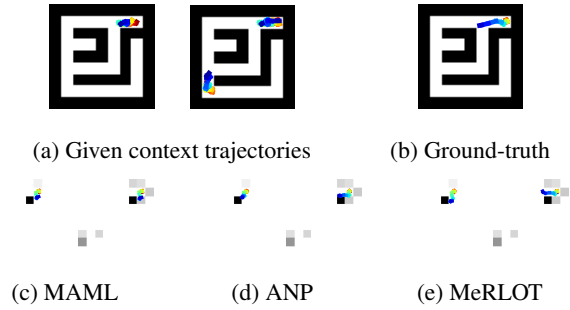 (a) Given context trajectories
(b) Ground-truth
(c) MAML
(d) ANP
(e) MeRLOT